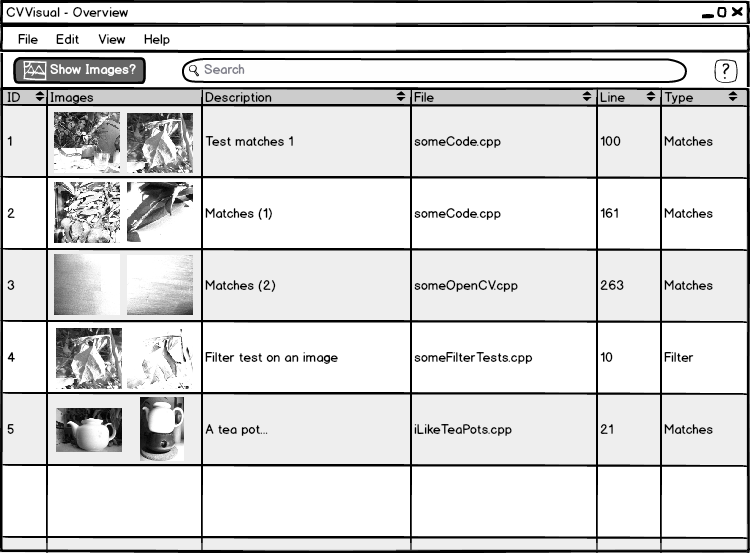 CVVisual - Overview
File Edit View Help
Show Images? Search ?
ID Images Description File Line Type
1 Test matches 1 someCode.cpp 100 Matches
2 Matches (1) someCode.cpp 161 Matches
3 Matches (2) someOpenCV.cpp 263 Matches
4 Filter test on an image someFilterTests.cpp 10 Filter
5 A tea pot... iLikeTeaPots.cpp 21 Matches